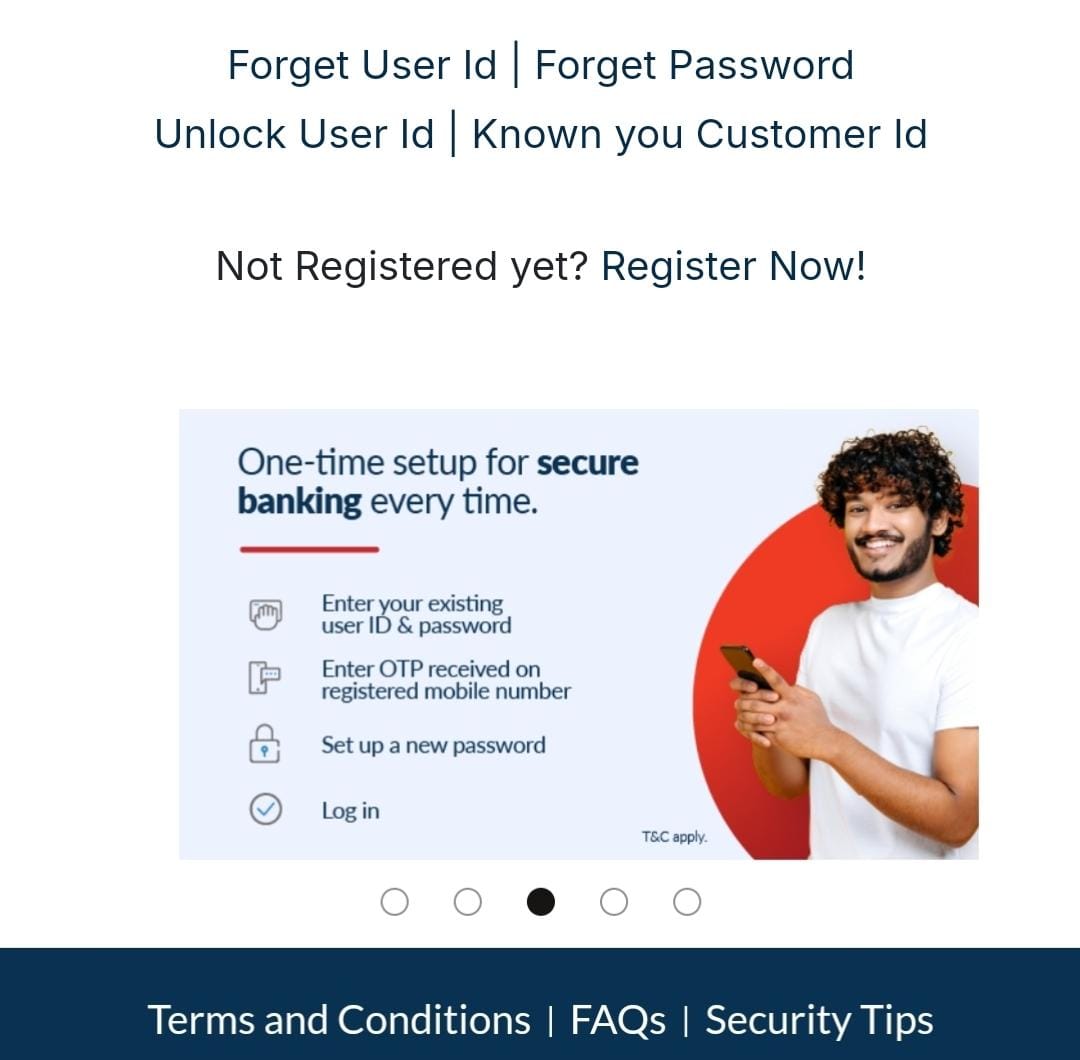 Forget User Id | Forget Password
Unlock User Id | Known you Customer Id
Not Registered yet? Register Now!
One-time setup for secure
banking every time.
Enter your existing
user ID & password
Enter OTP received on
registered mobile number
Set up a new password
Log in
T&C apply.
Terms and Conditions | FAQs | Security Tips